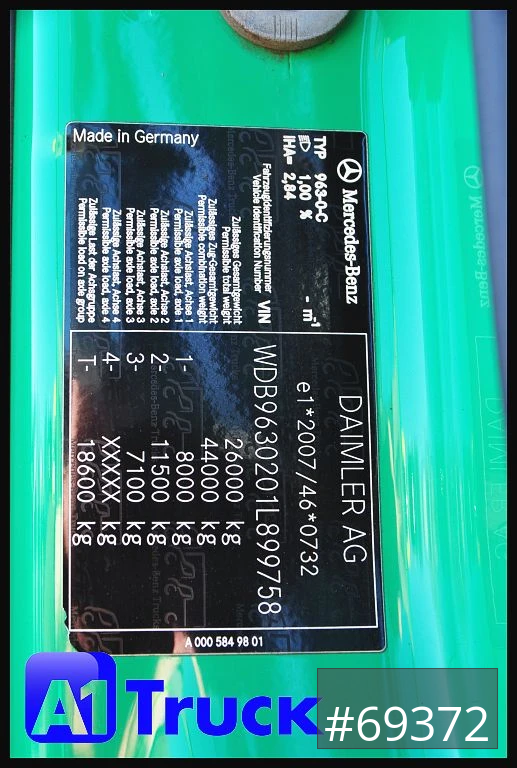 Mercedes-Benz
TYP 963-0-C
1,00 %
- m⁻¹
IHA= 2,84
DAIMLER AG
e1*2007/46*0732
Fahrzeugidentifizierungsnummer
Vehicle Identification Number
VIN WDB9630201L899758
Zulässiges Gesamtgewicht
Permissible total weight
26000 kg
Zulässiges Zug-Gesamtgewicht
Permissible combination weight
44000 kg
Zulässige Achslast, Achse 1
Permissible axle load, axle 1
1- 8000 kg
Zulässige Achslast, Achse 2
Permissible axle load, axle 2
2- 11500 kg
Zulässige Achslast, Achse 3
Permissible axle load, axle 3
3- 7100 kg
Zulässige Achslast, Achse 4
Permissible axle load, axle 4
4- XXXXX kg
Zulässige Last der Achsgruppe
Permissible load on axle group
T- 18600 kg
Made in Germany
A 000 584 98 01
A1 Truck
#69372